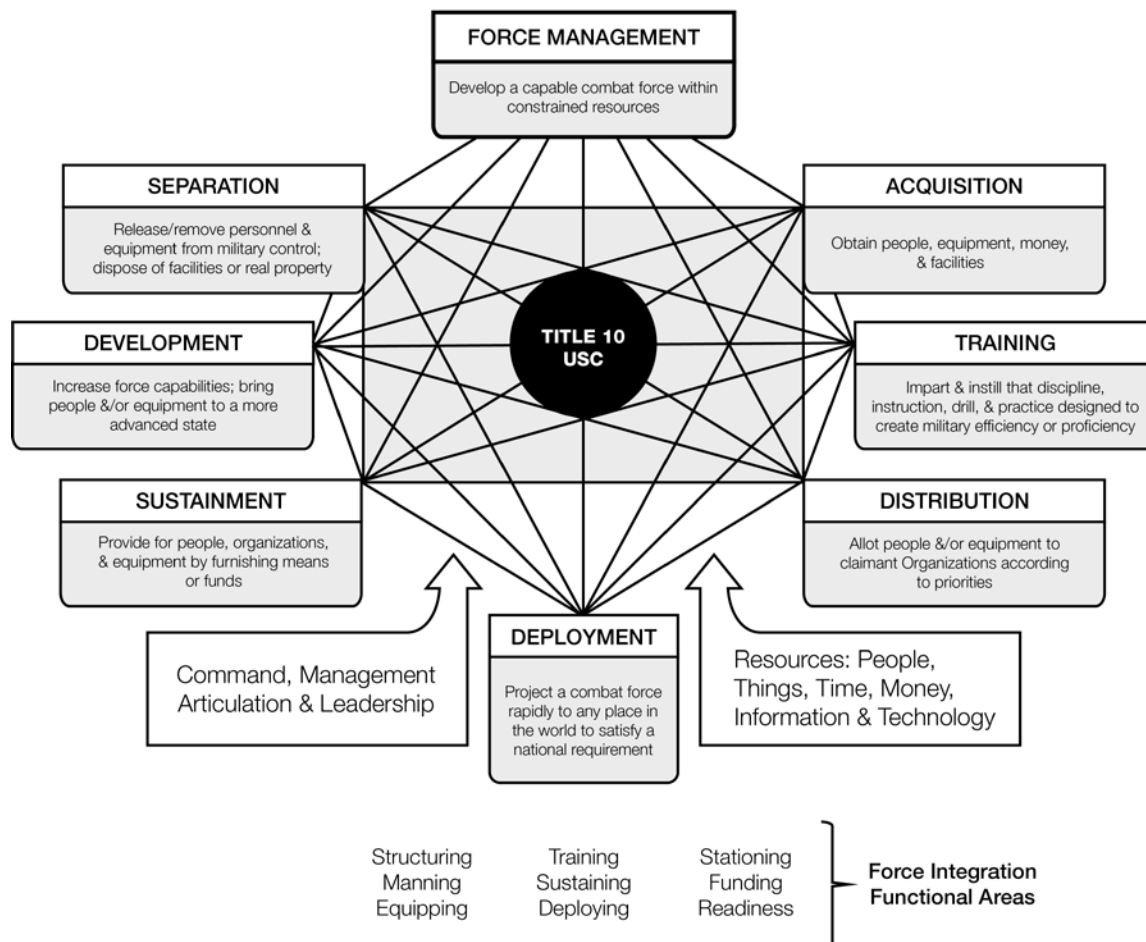 FORCE MANAGEMENT
Develop a capable combat force within
constrained resources
SEPARATION
Release/remove personnel &
equipment from military control;
dispose of facilities or real property
ACQUISITION
Obtain people, equipment, money,
& facilities
TITLE 10
USC
DEVELOPMENT
Increase force capabilities; bring
people &/or equipment to a more
advanced state
TRAINING
Impart & instill that discipline,
instruction, drill, & practice designed to
create military efficiency or proficiency
SUSTAINMENT
Provide for people, organizations,
& equipment by furnishing means
or funds
DISTRIBUTION
Allot people &/or equipment to
claimant Organizations according
to priorities
DEPLOYMENT
Project a combat force
rapidly to any place in
the world to satisfy a
national requirement
Command, Management
Articulation & Leadership
Resources: People,
Things, Time, Money,
Information & Technology
Structuring
Manning
Equipping
Training
Sustaining
Deploying
Stationing
Funding
Readiness
Force Integration
Functional Areas